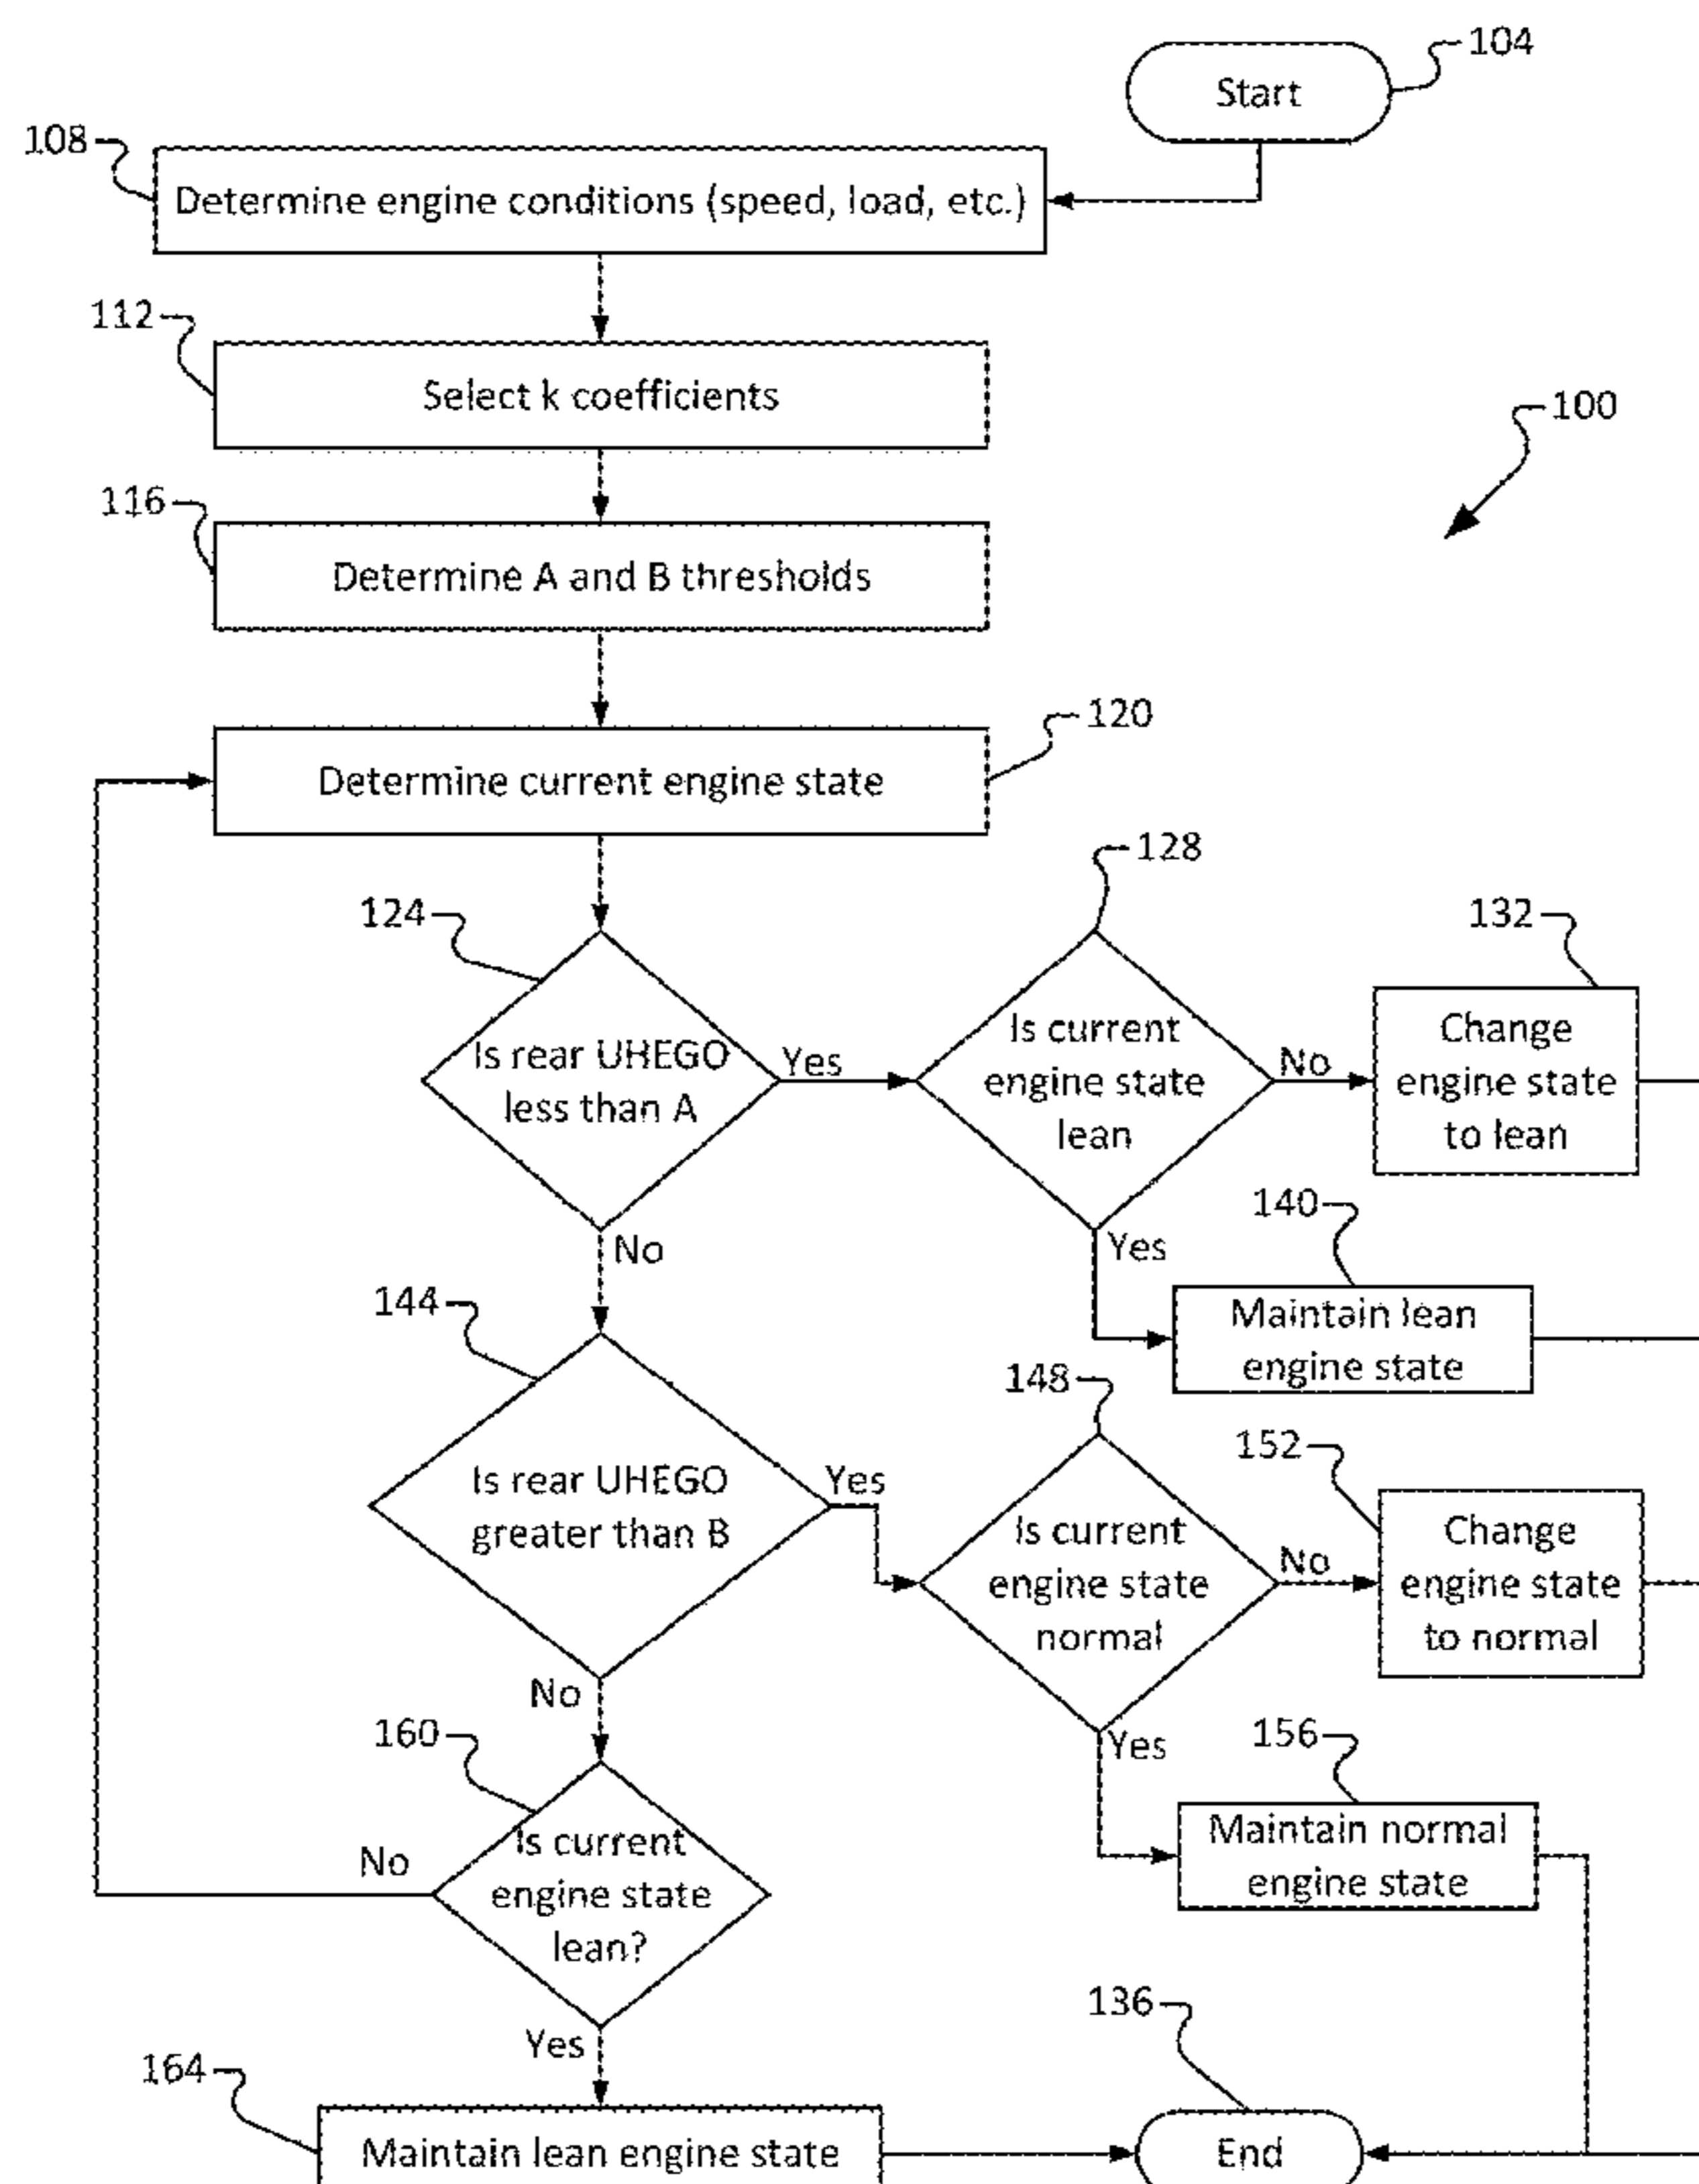 104
Start
108
Determine engine conditions (speed, load, etc.)
112
Select k coefficients
100
116
Determine A and B thresholds
120
Determine current engine state
128
124
132
Is rear UHEGO
less than A
Yes
Is current
engine state
lean
No
Change
engine state
to lean
140
No
Yes
144
Maintain lean
engine state
148
152
Is rear UHEGO
greater than B
Yes
Is current
engine state
normal
No
Change
engine state
to normal
No
160
Yes
156
Maintain normal
engine state
No
Is current
engine state
lean?
136
Yes
164
Maintain lean engine state
End